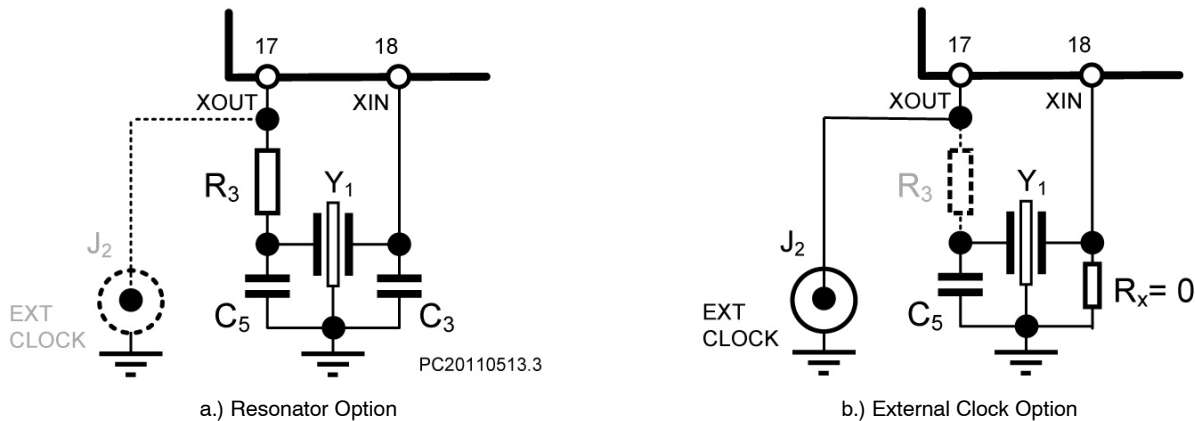 17 18
XOUT XIN
R3 Y1
J2
EXT
CLOCK
C5 C3
PC20110513.3
a.) Resonator Option
17 18
XOUT XIN
R3 Y1
J2
EXT
CLOCK
C5 Rx= 0
b.) External Clock Option